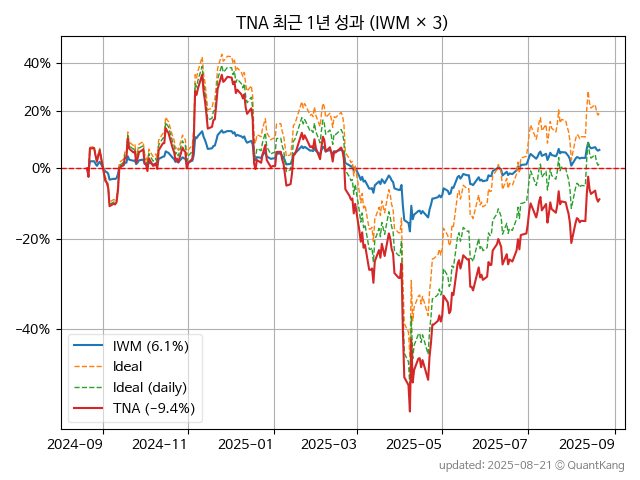 TNA 최근 1년 성과 (IWM × 3)
40%
20%
0%
−20%
−40%
IWM (6.1%)
Ideal
Ideal (daily)
TNA (−9.4%)
2024−09 2024−11 2025−01 2025−03 2025−05 2025−07 2025−09
updated: 2025-08-21 © QuantKang